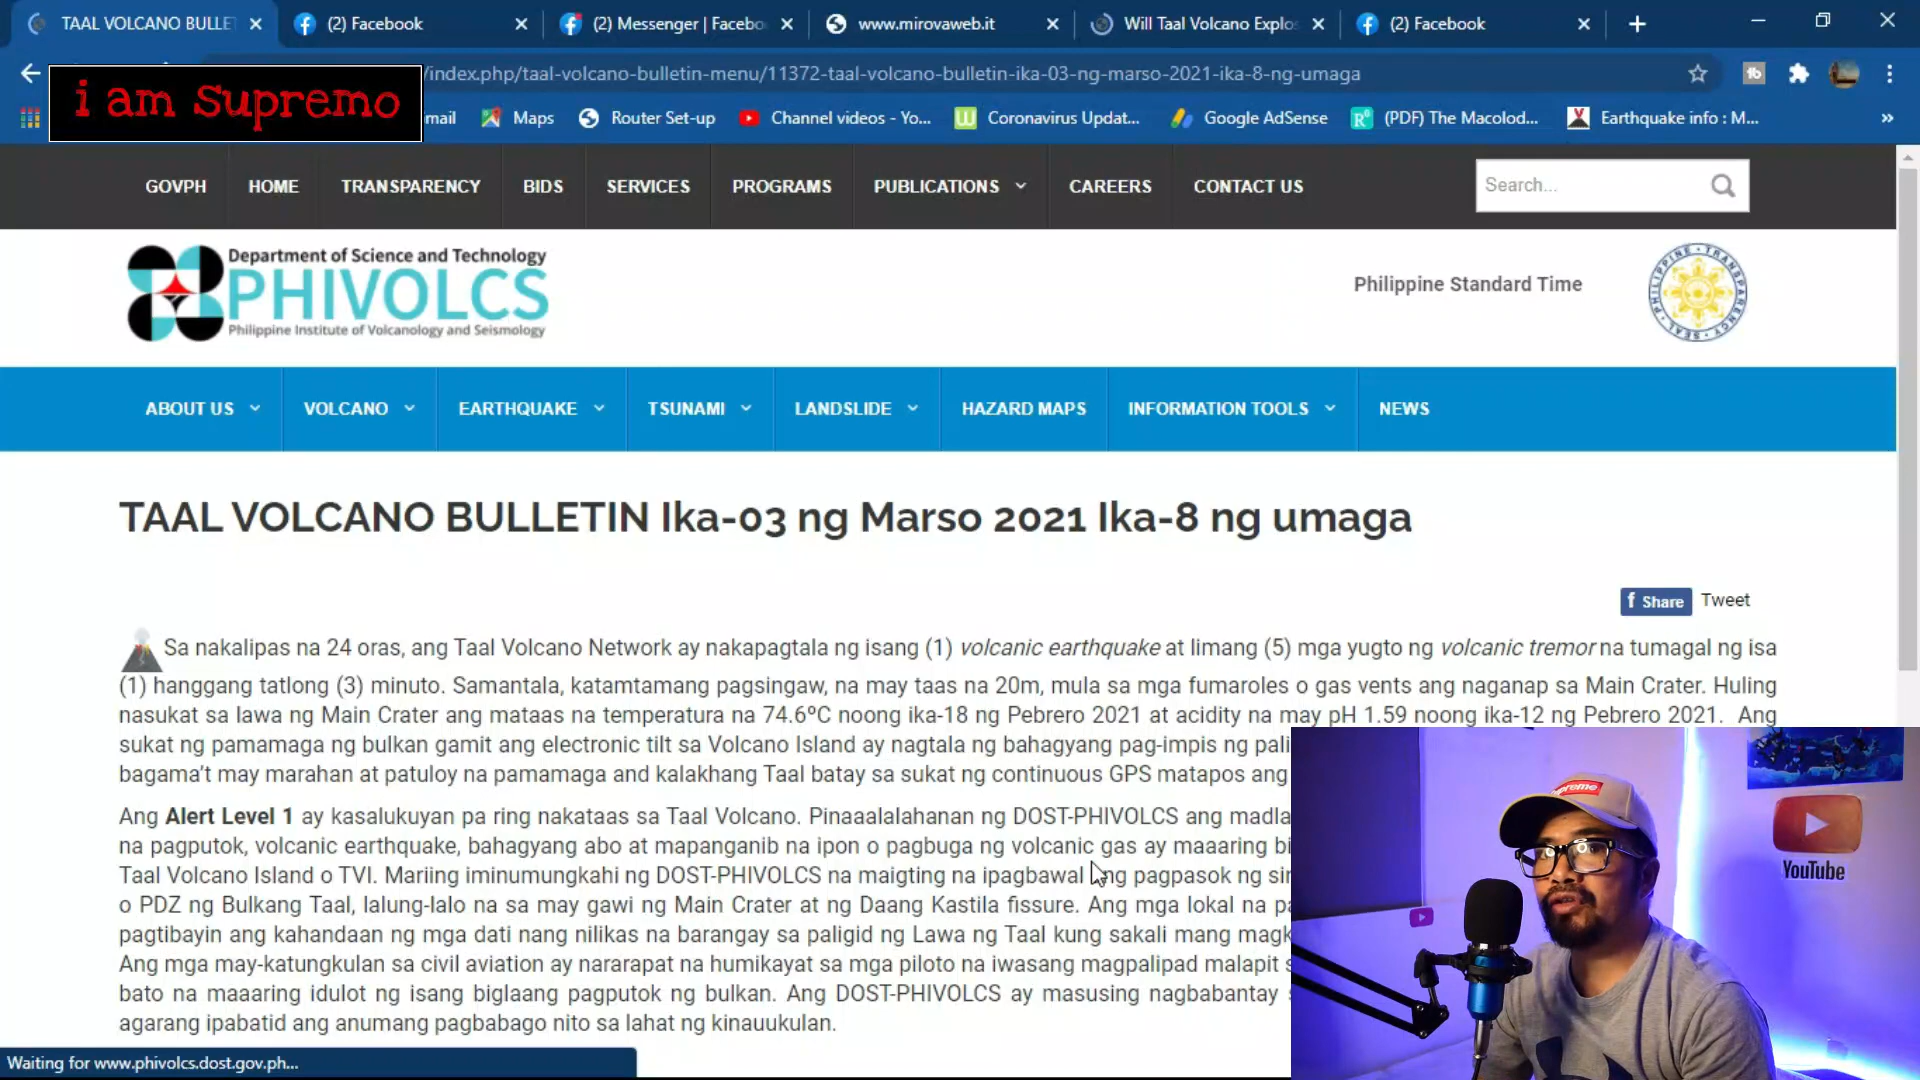 TAAL VOLCANO BULLE
(2) Facebook
(2) Messenger | Facebo
www.mirovaweb.it
Will Taal Volcano Explos
(2) Facebook
i am supremo
/index.php/taal-volcano-bulletin-menu/11372-taal-volcano-bulletin-ika-03-ng-marso-2021-ika-8-ng-umaga
mail
Maps
Router Set-up
Channel videos - Yo...
Coronavirus Updat...
Google AdSense
(PDF) The Macolod...
Earthquake info : M...
»
GOVPH
HOME
TRANSPARENCY
BIDS
SERVICES
PROGRAMS
PUBLICATIONS
CAREERS
CONTACT US
Search...
Department of Science and Technology
PHIVOLCS
Philippine Institute of Volcanology and Seismology
Philippine Standard Time
ABOUT US
VOLCANO
EARTHQUAKE
TSUNAMI
LANDSLIDE
HAZARD MAPS
INFORMATION TOOLS
NEWS
TAAL VOLCANO BULLETIN Ika-03 ng Marso 2021 Ika-8 ng umaga
f Share
Tweet
Sa nakalipas na 24 oras, ang Taal Volcano Network ay nakapagtala ng isang (1) volcanic earthquake at limang (5) mga yugto ng volcanic tremor na tumagal ng isa
(1) hanggang tatlong (3) minuto. Samantala, katamtamang pagsingaw, na may taas na 20m, mula sa mga fumaroles o gas vents ang naganap sa Main Crater. Huling
nasukat sa lawa ng Main Crater ang mataas na temperatura na 74.6ºC noong ika-18 ng Pebrero 2021 at acidity na may pH 1.59 noong ika-12 ng Pebrero 2021. Ang
sukat ng pamamaga ng bulkan gamit ang electronic tilt sa Volcano Island ay nagtala ng bahagyang pag-impis ng pali
bagama't may marahan at patuloy na pamamaga and kalakhang Taal batay sa sukat ng continuous GPS matapos ang
Ang Alert Level 1 ay kasalukuyan pa ring nakataas sa Taal Volcano. Pinaaalalahanan ng DOST-PHIVOLCS ang madla
na pagputok, volcanic earthquake, bahagyang abo at mapanganib na ipon o pagbuga ng volcanic gas ay maaaring bi
Taal Volcano Island o TVI. Mariing iminumungkahi ng DOST-PHIVOLCS na maigting na ipagbawal ang pagpasok ng sin
o PDZ ng Bulkang Taal, lalung-lalo na sa may gawi ng Main Crater at ng Daang Kastila fissure. Ang mga lokal na pa
pagtibayin ang kahandaan ng mga dati nang nilikas na barangay sa paligid ng Lawa ng Taal kung sakali mang magk
Ang mga may-katungkulan sa civil aviation ay nararapat na humikayat sa mga piloto na iwasang magpalipad malapit s
bato na maaaring idulot ng isang biglaang pagputok ng bulkan. Ang DOST-PHIVOLCS ay masusing nagbabantay
agarang ipabatid ang anumang pagbabago nito sa lahat ng kinauukulan.
YouTube
Waiting for www.phivolcs.dost.gov.ph...